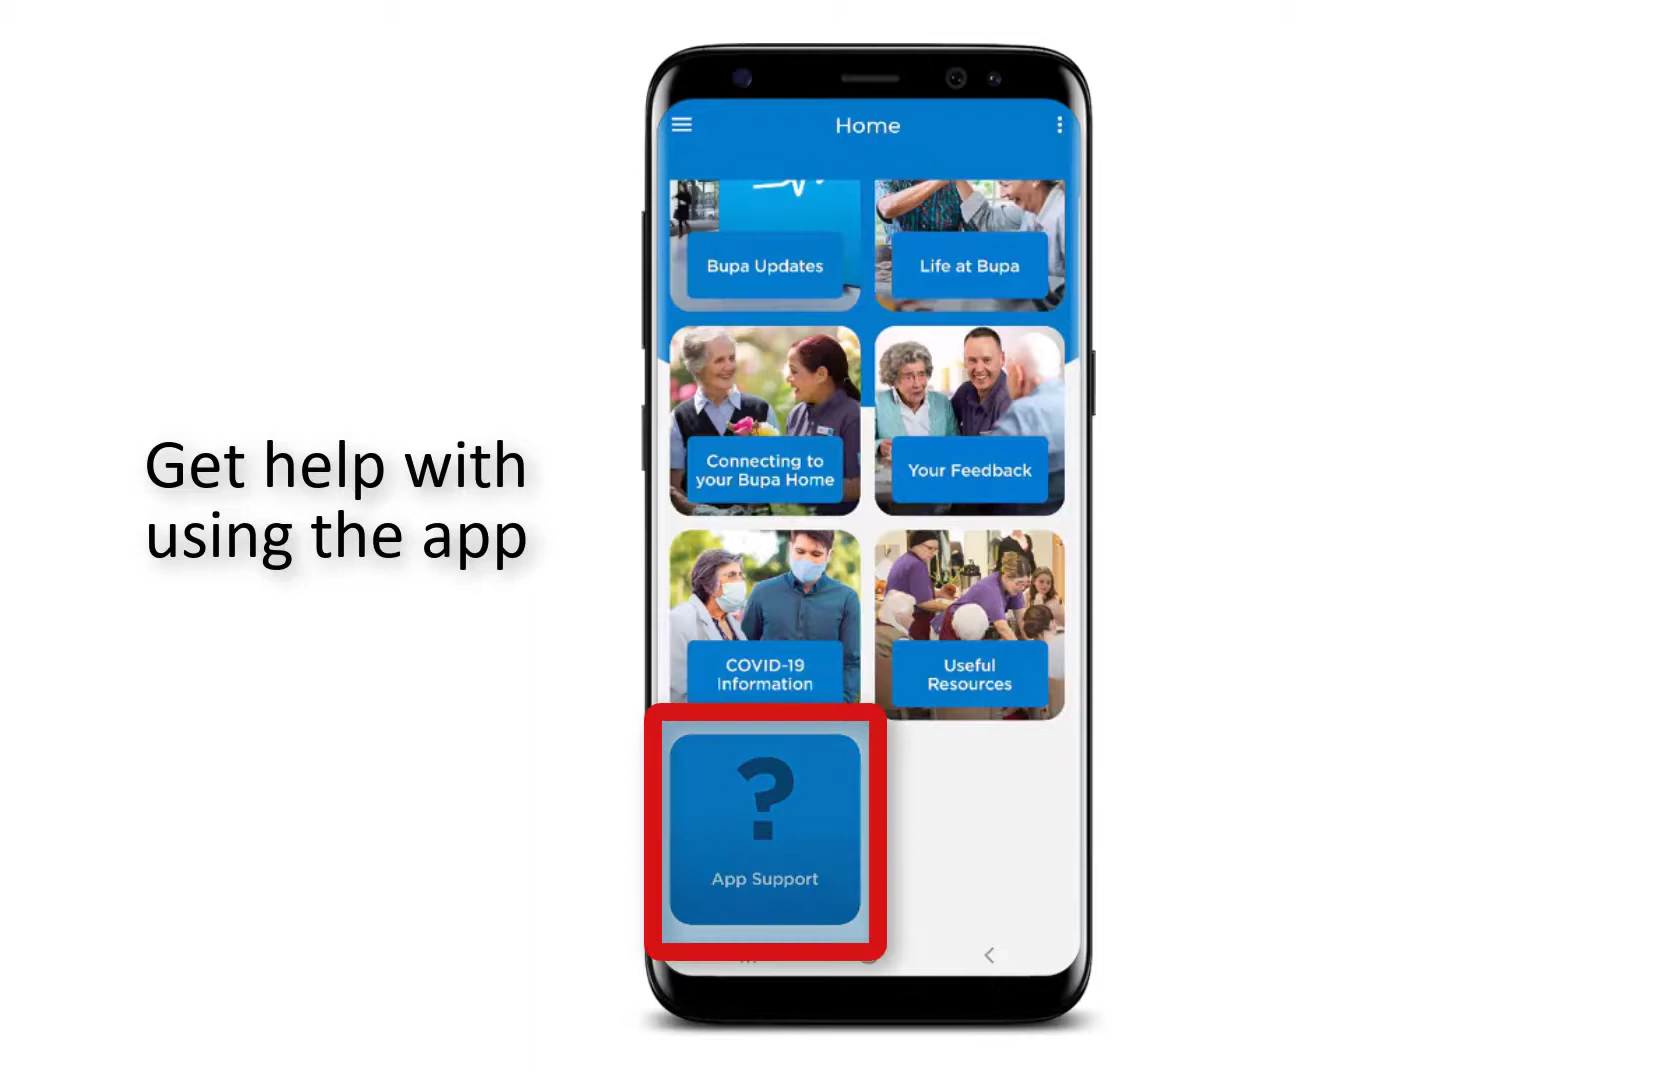 Get help with
using the app
Home
Bupa Updates
Life at Bupa
Connecting to
your Bupa Home
Your Feedback
COVID-19
Information
Useful
Resources
?
App Support